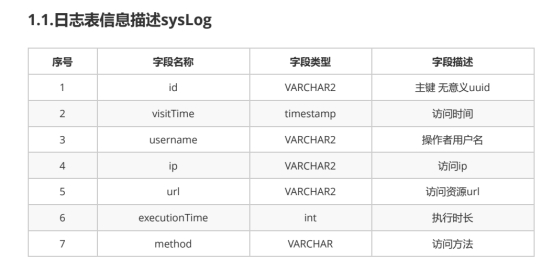 1.1.日志表信息描述sysLog
序号 字段名称 字段类型 字段描述
1 id VARCHAR2 主键 无意义uuid
2 visitTime timestamp 访问时间
3 username VARCHAR2 操作者用户名
4 ip VARCHAR2 访问ip
5 url VARCHAR2 访问资源url
6 executionTime int 执行时长
7 method VARCHAR 访问方法